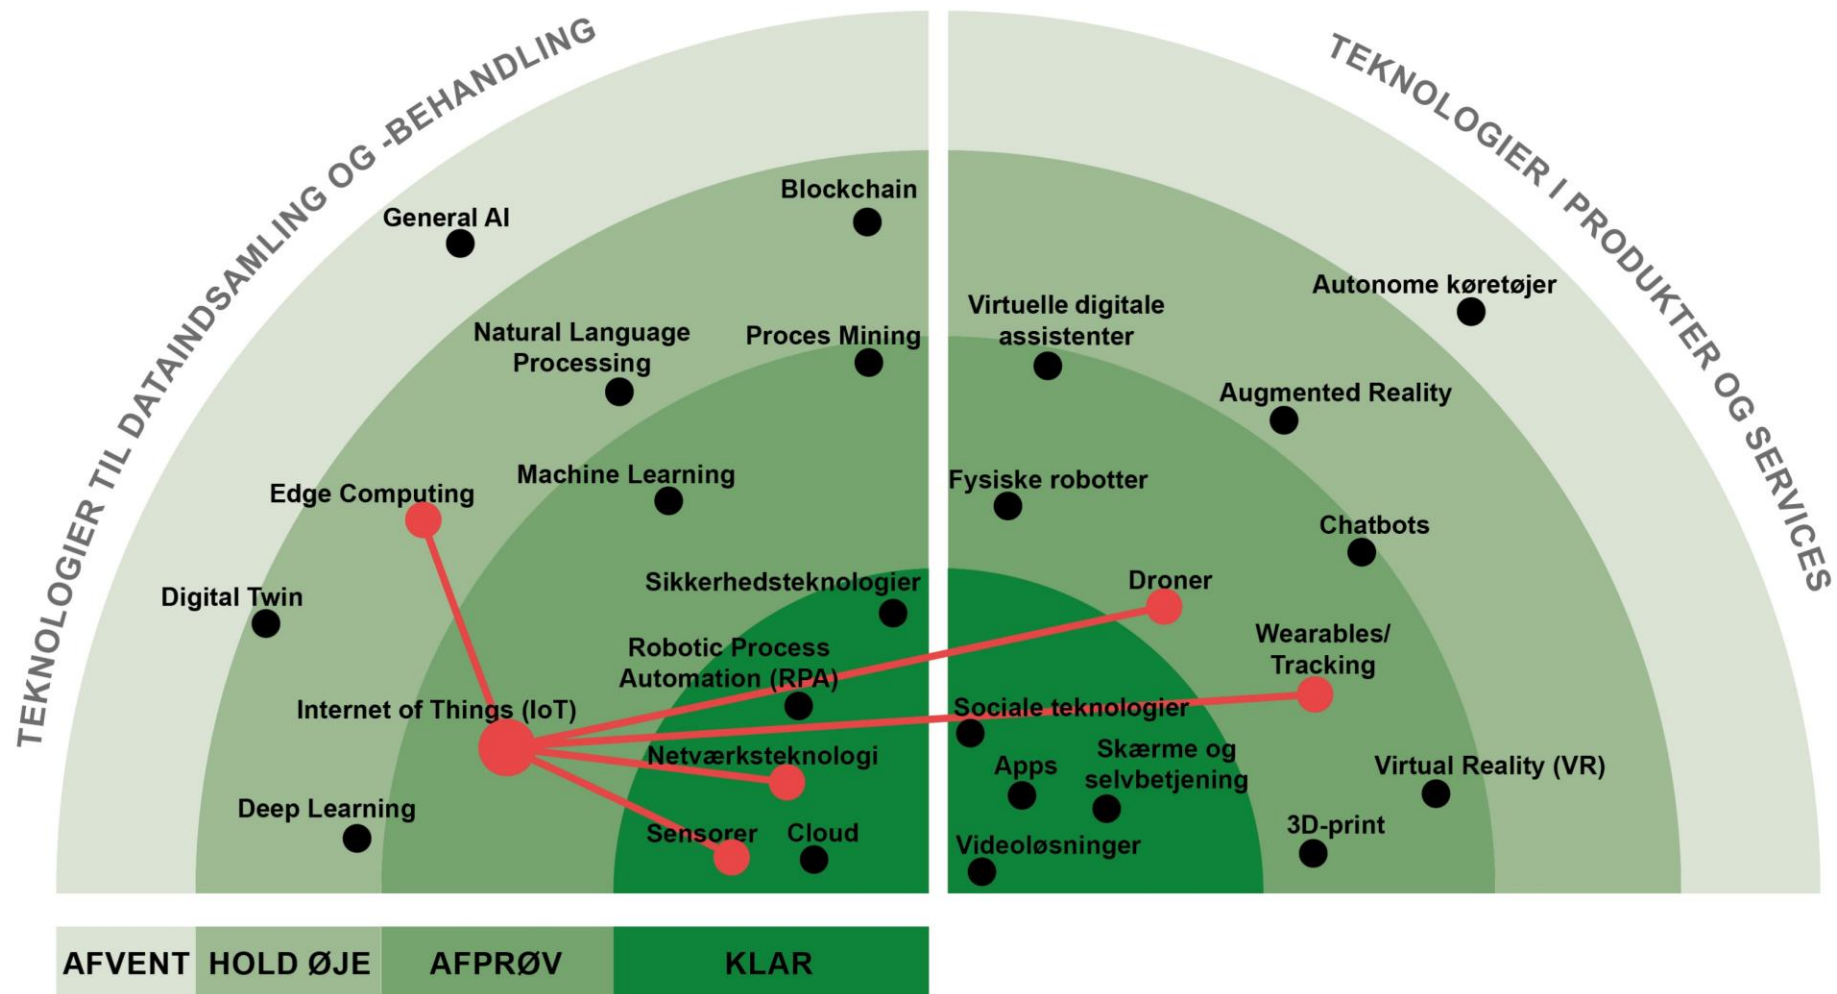 TEKNOLOGIER TIL DATAINDSAMLING OG -BEHANDLING
General AI
Blockchain
Natural Language
Processing
Proces Mining
Edge Computing
Machine Learning
Digital Twin
Sikkerhedsteknologier
Robotic Process
Automation (RPA)
Internet of Things (IoT)
Netværksteknologi
Deep Learning
Sensorer
Cloud
TEKNOLOGIER I PRODUKTER OG SERVICES
Autonome køretøjer
Virtuelle digitale
assistenter
Augmented Reality
Fysiske robotter
Chatbots
Droner
Wearables/
Tracking
Sociale teknologier
Skærme og
selvbetjening
Apps
Virtual Reality (VR)
3D-print
Videoløsninger
AFVENT
HOLD ØJE
AFPRØV
KLAR